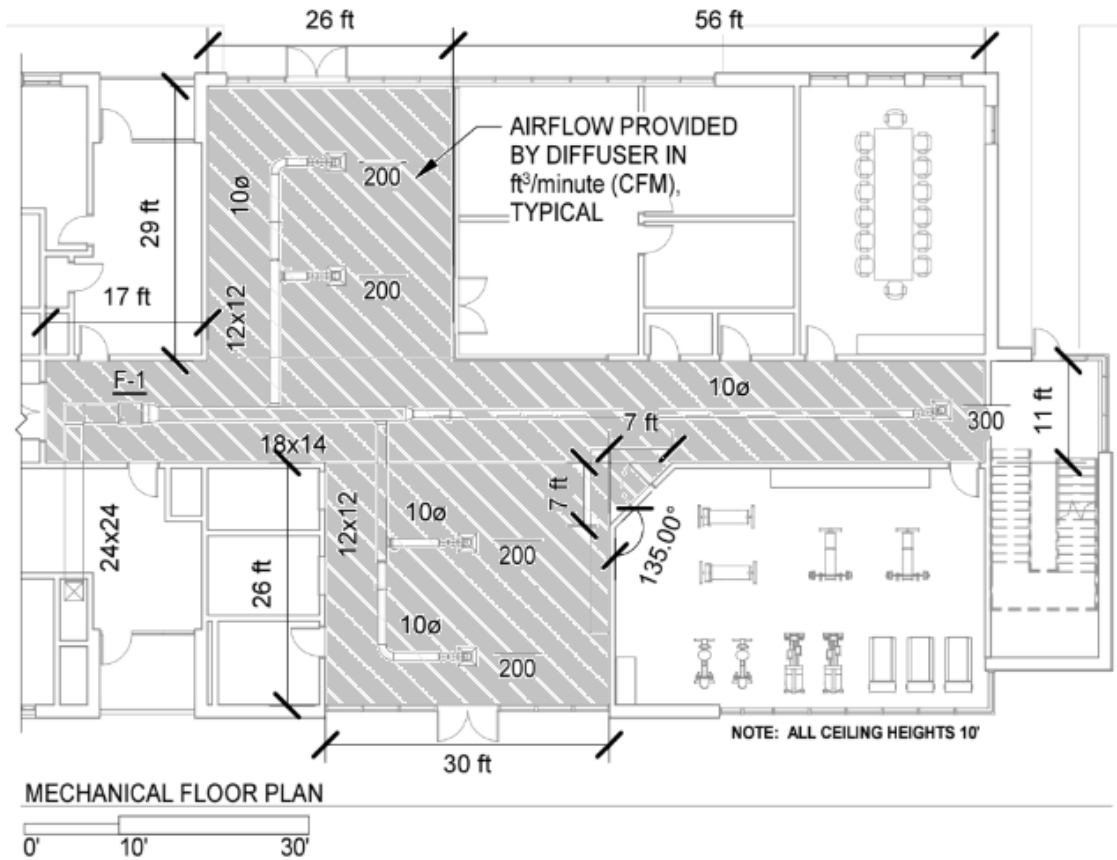 26 ft
56 ft
AIRFLOW PROVIDED
BY DIFFUSER IN
ft³/minute (CFM),
TYPICAL
200
10ø
29 ft
200
17 ft
12x12
F-1
10ø
300
11 ft
7 ft
18x14
7 ft
135.00°
12x12
10ø
200
24x24
26 ft
10ø
200
NOTE: ALL CEILING HEIGHTS 10'
30 ft
MECHANICAL FLOOR PLAN
0' 10' 30'